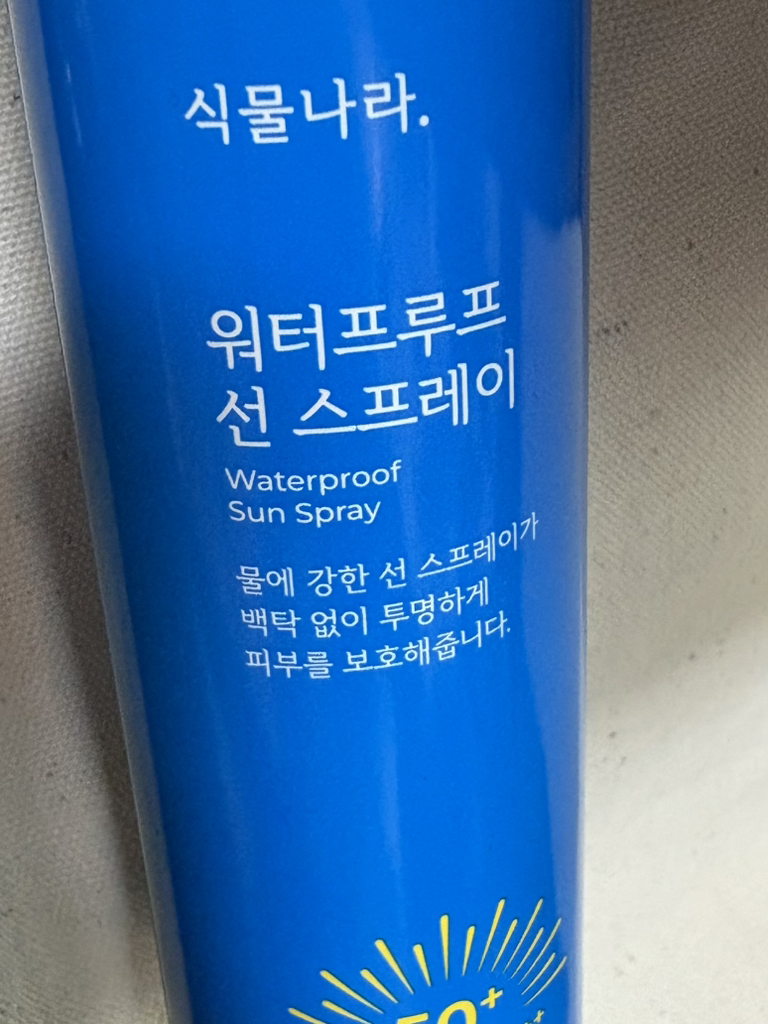 식물나라.
워터프루프
선 스프레이
Waterproof
Sun Spray
물에 강한 선 스프레이가
백탁 없이 투명하게
피부를 보호해줍니다.
50+